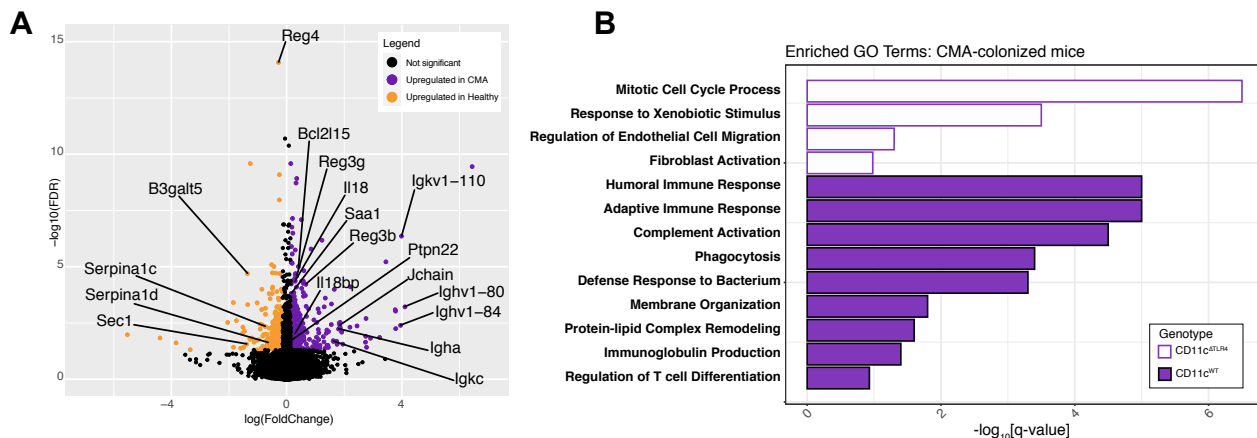 A
Reg4
15
Legend
Not significant
Upregulated in CMA
Upregulated in Healthy
10
Bcl2l15
Reg3g
Il18
Igkv1−110
B3galt5
Saa1
Reg3b
Ptpn22
−log10(FDR)
5
Serpina1c
Il18bp
Jchain
Serpina1d
Ighv1−80
Sec1
Ighv1−84
Igha
Igkc
0
−4
0
4
log(FoldChange)
B
Enriched GO Terms: CMA-colonized mice
Mitotic Cell Cycle Process
Response to Xenobiotic Stimulus
Regulation of Endothelial Cell Migration
Fibroblast Activation
Humoral Immune Response
Adaptive Immune Response
Complement Activation
Phagocytosis
Defense Response to Bacterium
Membrane Organization
Protein-lipid Complex Remodeling
Immunoglobulin Production
Regulation of T cell Differentiation
Genotype
CD11cΔTLR4
CD11cWT
0
2
4
6
-log10[q-value]